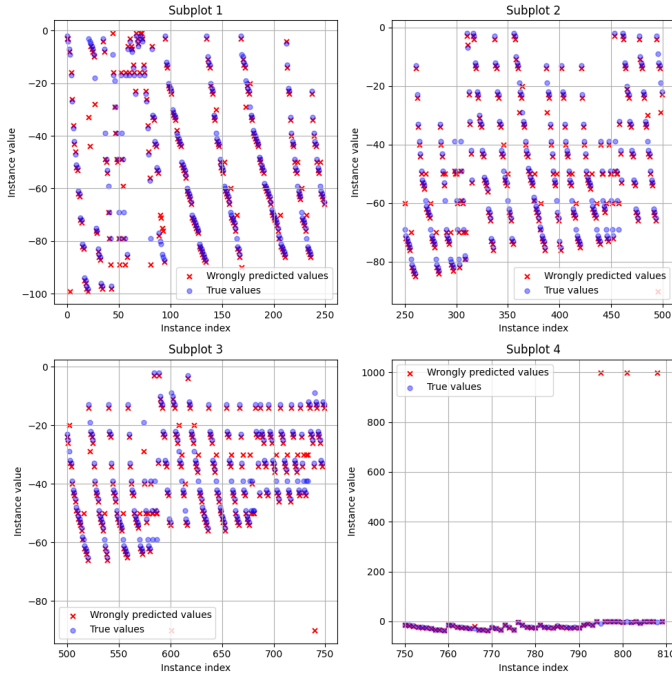 Subplot 1
Instance value
0
−20
−40
−60
−80
−100
0
50
100
150
200
250
Instance index
Wrongly predicted values
True values
Subplot 2
Instance value
0
−20
−40
−60
−80
250
300
350
400
450
500
Instance index
Wrongly predicted values
True values
Subplot 3
Instance value
0
−20
−40
−60
−80
500
550
600
650
700
750
Instance index
Wrongly predicted values
True values
Subplot 4
Instance value
1000
800
600
400
200
0
750
760
770
780
790
800
810
Instance index
Wrongly predicted values
True values